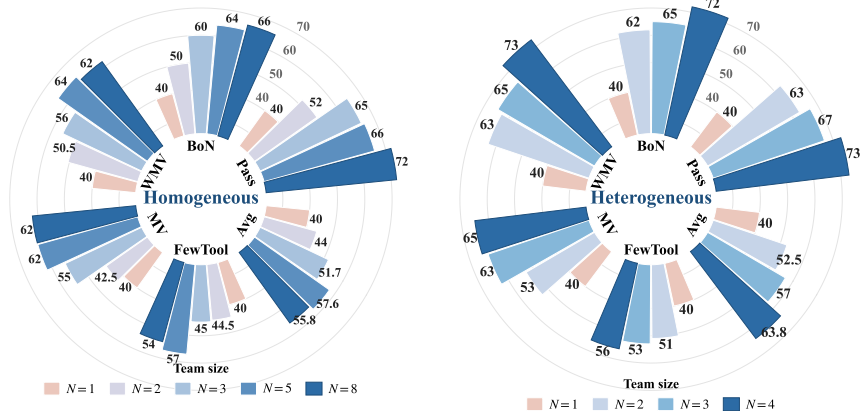 64
66
70
60
60
50
50
40
40
40
52
65
66
72
62
64
56
50.5
40
BoN
WMV
Pass
Homogeneous
MV
Avg
FewTool
40
44
51.7
57.6
55.8
62
62
55
42.5
40
54
57
45
44.5
40
Team size
N = 1
N = 2
N = 3
N = 5
N = 8
72
65
62
70
60
50
40
40
40
63
67
73
73
65
63
40
BoN
WMV
Pass
Heterogeneous
MV
Avg
FewTool
40
52.5
57
63.8
65
63
53
40
56
53
51
40
Team size
N = 1
N = 2
N = 3
N = 4